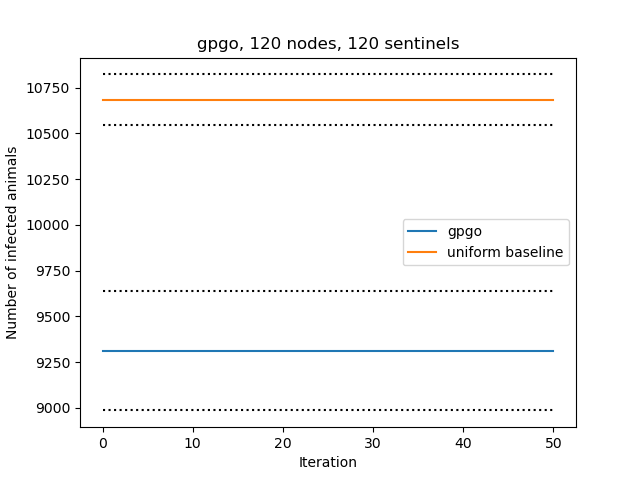 gpgo, 120 nodes, 120 sentinels
Number of infected animals
10750
10500
10250
10000
9750
9500
9250
9000
gpgo
uniform baseline
0 10 20 30 40 50
Iteration